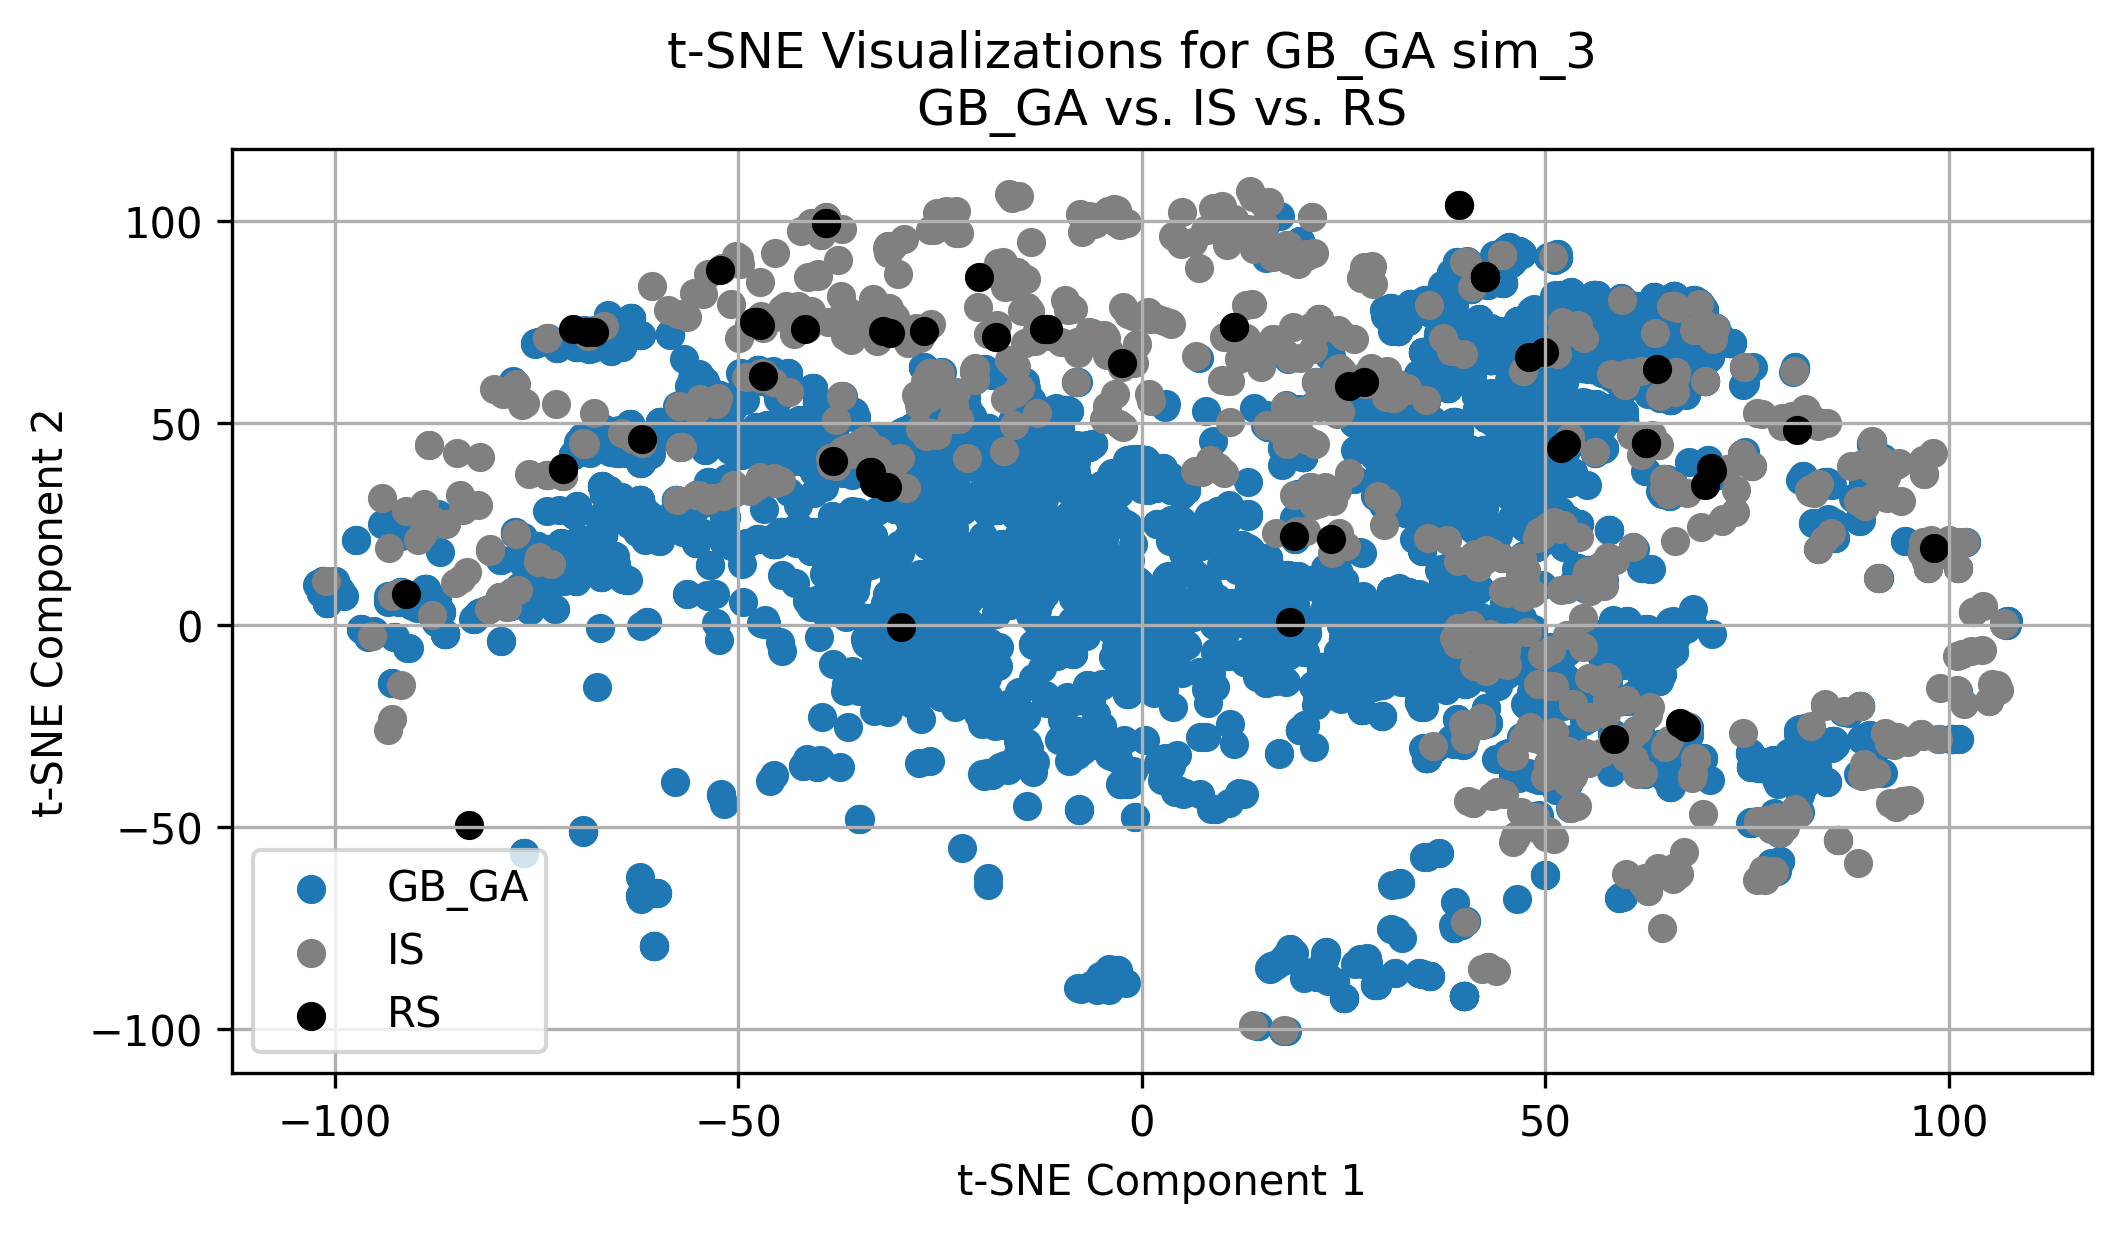 t-SNE Visualizations for GB_GA sim_3
GB_GA vs. IS vs. RS
t-SNE Component 2
100
50
0
−50
−100
GB_GA
IS
RS
−100
−50
0
50
100
t-SNE Component 1